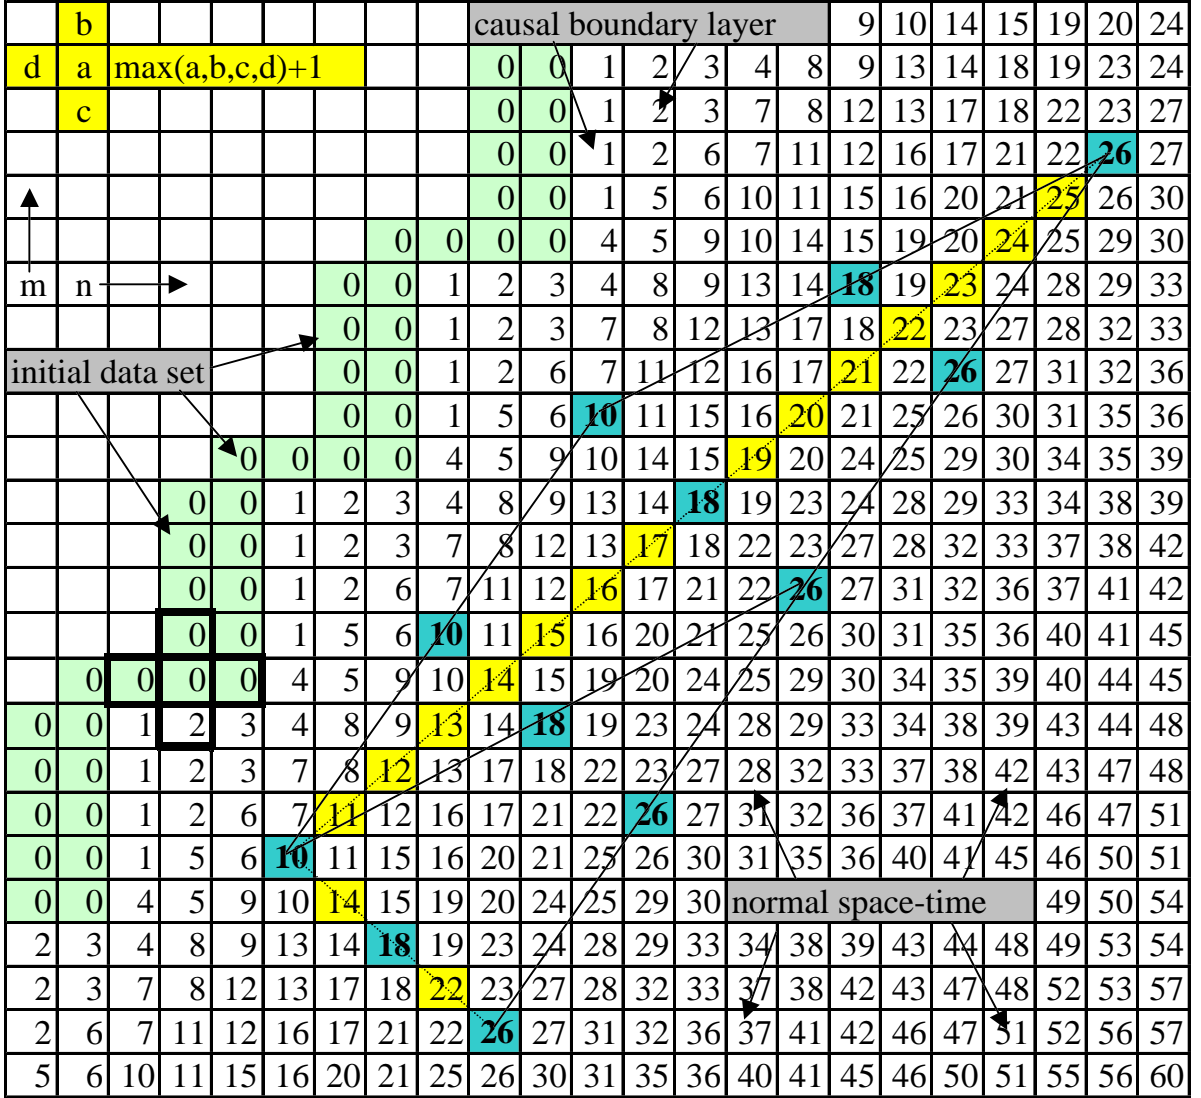 b causal boundary layer 9 10 14 15 19 20 24
d a max(a,b,c,d)+1 0 0 1 2 3 4 8 9 13 14 18 19 23 24
c 0 0 1 2 3 7 8 12 13 17 18 22 23 27
0 0 1 2 6 7 11 12 16 17 21 22 26 27
0 0 1 5 6 10 11 15 16 20 21 25 26 30
0 0 0 0 4 5 9 10 14 15 19 20 24 25 29 30
m n 0 0 1 2 3 4 8 9 13 14 18 19 23 24 28 29 33
0 0 1 2 3 7 8 12 13 17 18 22 23 27 28 32 33
initial data set 0 0 1 2 6 7 11 12 16 17 21 22 26 27 31 32 36
0 0 1 5 6 10 11 15 16 20 21 25 26 30 31 35 36
0 0 0 0 4 5 9 10 14 15 19 20 24 25 29 30 34 35 39
0 0 1 2 3 4 8 9 13 14 18 19 23 24 28 29 33 34 38 39
0 0 1 2 3 7 8 12 13 17 18 22 23 27 28 32 33 37 38 42
0 0 1 2 6 7 11 12 16 17 21 22 26 27 31 32 36 37 41 42
0 0 1 5 6 10 11 15 16 20 21 25 26 30 31 35 36 40 41 45
0 0 0 0 4 5 9 10 14 15 19 20 24 25 29 30 34 35 39 40 44 45
0 0 1 2 3 4 8 9 13 14 18 19 23 24 28 29 33 34 38 39 43 44 48
0 0 1 2 3 7 8 12 13 17 18 22 23 27 28 32 33 37 38 42 43 47 48
0 0 1 2 6 7 11 12 16 17 21 22 26 27 31 32 36 37 41 42 46 47 51
0 0 1 5 6 10 11 15 16 20 21 25 26 30 31 35 36 40 41 45 46 50 51
0 0 4 5 9 10 14 15 19 20 24 25 29 30 normal space-time 49 50 54
2 3 4 8 9 13 14 18 19 23 24 28 29 33 34 38 39 43 44 48 49 53 54
2 3 7 8 12 13 17 18 22 23 27 28 32 33 37 38 42 43 47 48 52 53 57
2 6 7 11 12 16 17 21 22 26 27 31 32 36 37 41 42 46 47 51 52 56 57
5 6 10 11 15 16 20 21 25 26 30 31 35 36 40 41 45 46 50 51 55 56 60